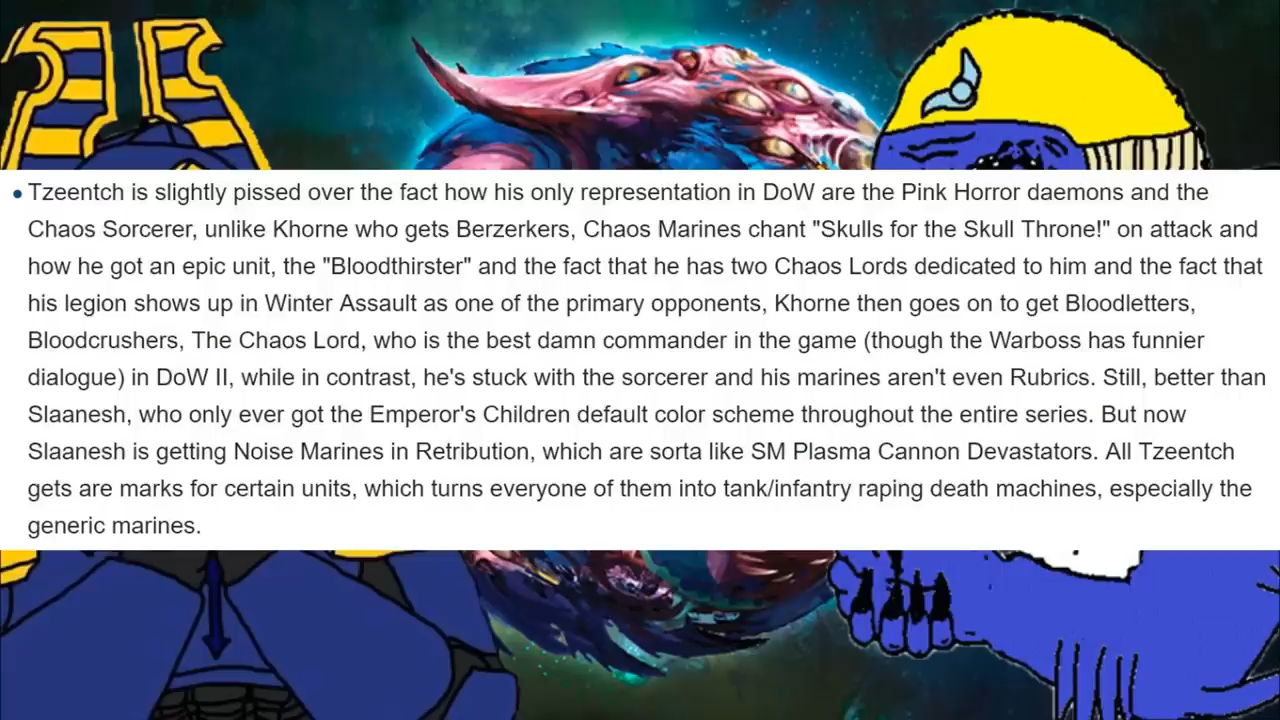 • Tzeentch is slightly pissed over the fact how his only representation in DoW are the Pink Horror daemons and the
Chaos Sorcerer, unlike Khorne who gets Berzerkers, Chaos Marines chant "Skulls for the Skull Throne!" on attack and
how he got an epic unit, the "Bloodthirster" and the fact that he has two Chaos Lords dedicated to him and the fact that
his legion shows up in Winter Assault as one of the primary opponents, Khorne then goes on to get Bloodletters,
Bloodcrushers, The Chaos Lord, who is the best damn commander in the game (though the Warboss has funnier
dialogue) in DoW II, while in contrast, he's stuck with the sorcerer and his marines aren't even Rubrics. Still, better than
Slaanesh, who only ever got the Emperor's Children default color scheme throughout the entire series. But now
Slaanesh is getting Noise Marines in Retribution, which are sorta like SM Plasma Cannon Devastators. All Tzeentch
gets are marks for certain units, which turns everyone of them into tank/infantry raping death machines, especially the
generic marines.